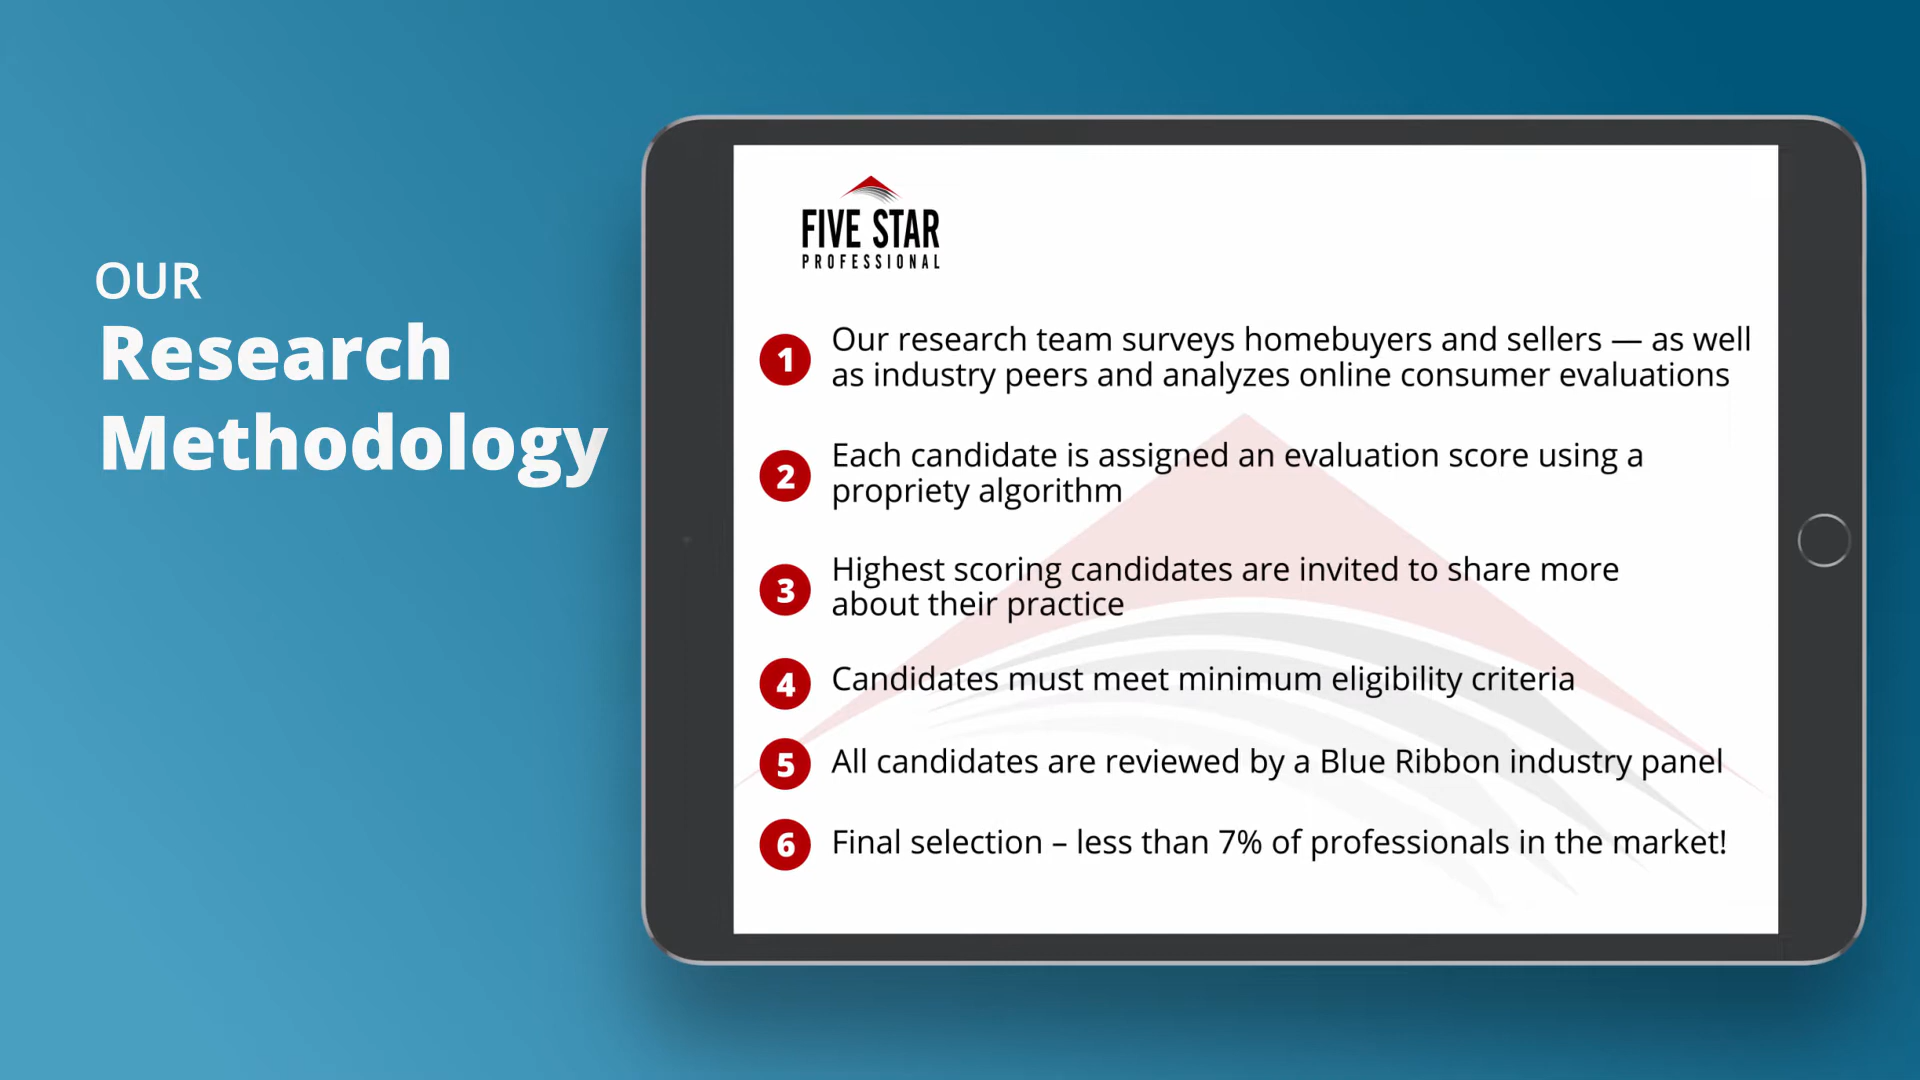 OUR
Research
Methodology
FIVE STAR
PROFESSIONAL
1 Our research team surveys homebuyers and sellers — as well
as industry peers and analyzes online consumer evaluations
2 Each candidate is assigned an evaluation score using a
propriety algorithm
3 Highest scoring candidates are invited to share more
about their practice
4 Candidates must meet minimum eligibility criteria
5 All candidates are reviewed by a Blue Ribbon industry panel
6 Final selection – less than 7% of professionals in the market!